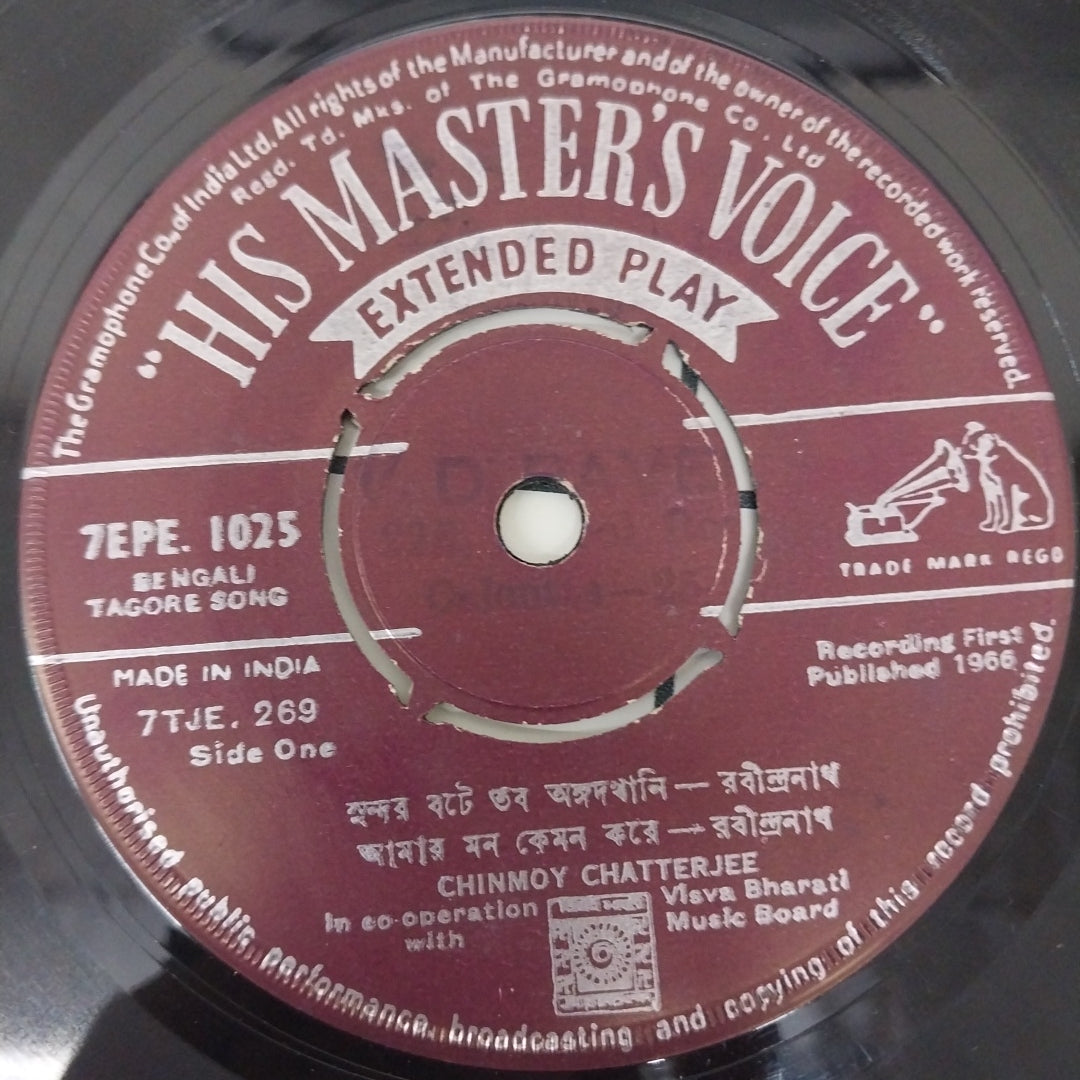 The Gramophone Co., of India Ltd. All rights of the Manufacturer and of the owner of the recorded work reserved.
Regd. Td. Mks. of The Gramophone Co. Ltd
"HIS MASTER'S VOICE"
EXTENDED PLAY
7EPE. 1025
BENGALI
TAGORE SONG
TRADE MARK REGD
MADE IN INDIA
7TJE. 269
Side One
Recording First
Published 1966
সুন্দর বটে তব অঙ্গদখানি — রবীন্দ্রনাথ
আমার মন কেমন করে — রবীন্দ্রনাথ
CHINMOY CHATTERJEE
In co-operation
with
Visva Bharati
Music Board
Unauthorised Public performance broadcasting and copying of this record prohibited.